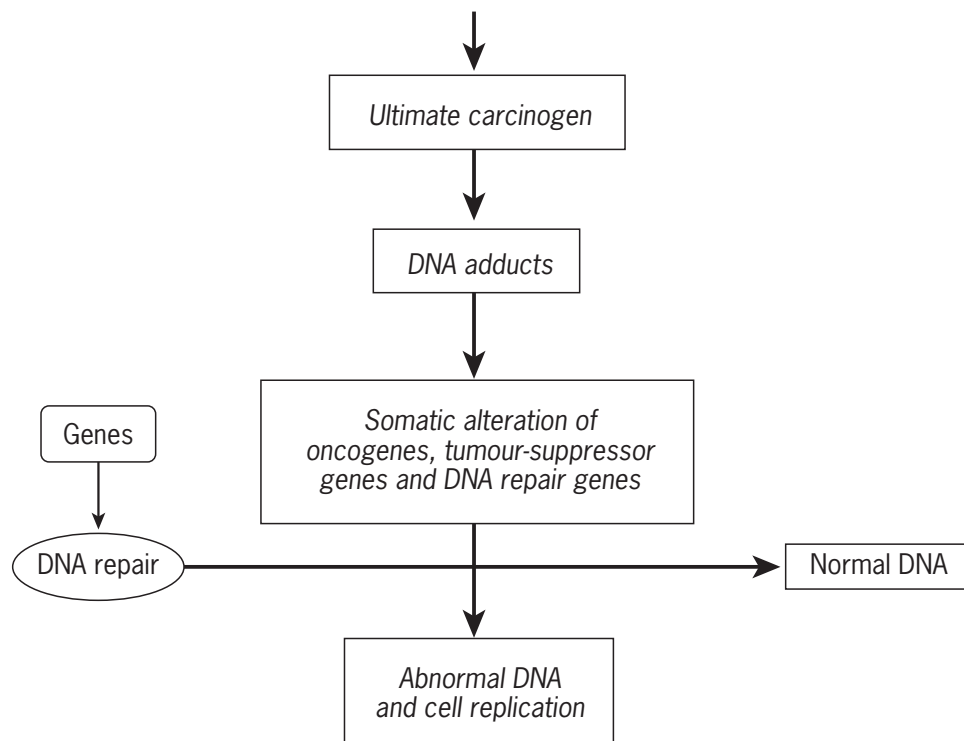 Ultimate carcinogen
DNA adducts
Somatic alteration of
oncogenes, tumour-suppressor
genes and DNA repair genes
Genes
DNA repair
Normal DNA
Abnormal DNA
and cell replication